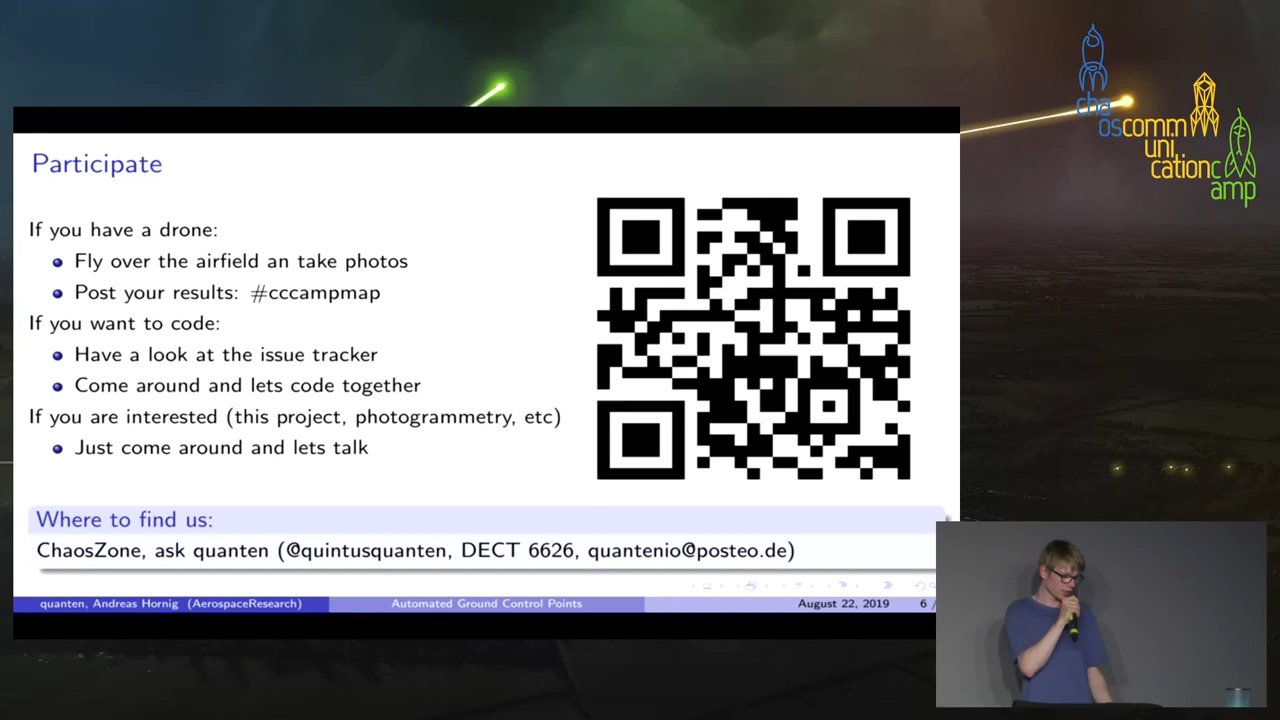 chaoscommunicationcamp
Participate
If you have a drone:
Fly over the airfield an take photos
Post your results: #cccampmap
If you want to code:
Have a look at the issue tracker
Come around and lets code together
If you are interested (this project, photogrammetry, etc)
Just come around and lets talk
Where to find us:
ChaosZone, ask quanten (@quintusquanten, DECT 6626, quantenio@posteo.de)
quanten, Andreas Hornig (AerospaceResearch) Automated Ground Control Points August 22, 2019 6 /